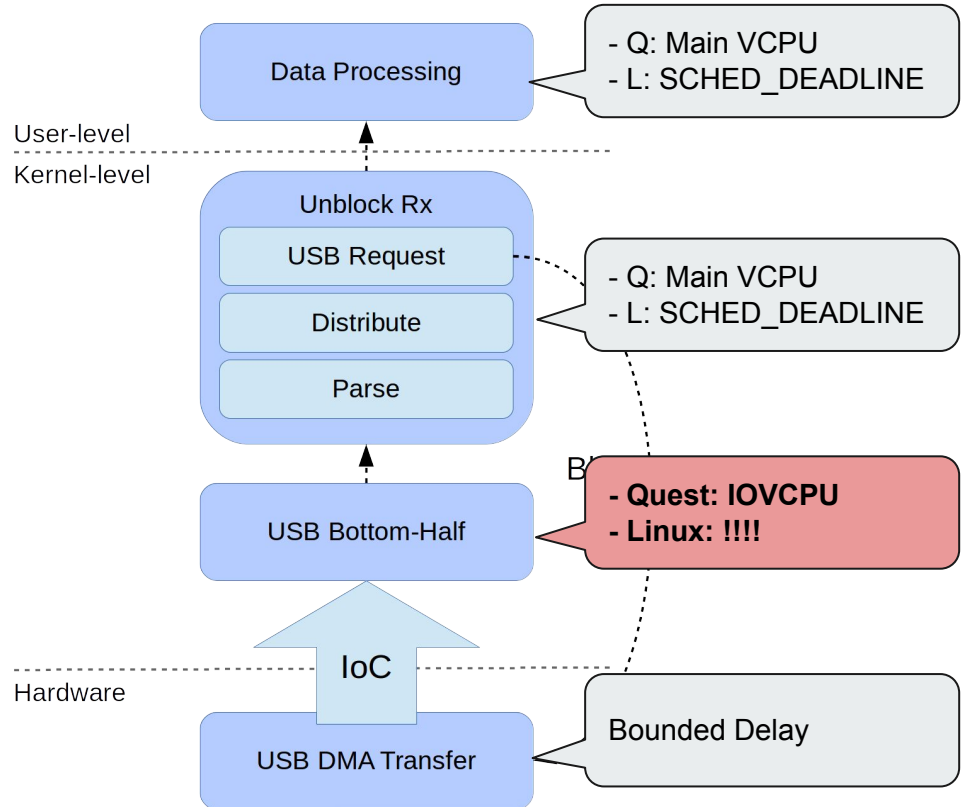 Data Processing
- Q: Main VCPU
- L: SCHED_DEADLINE
User-level
Kernel-level
Unblock Rx
USB Request
Distribute
Parse
- Q: Main VCPU
- L: SCHED_DEADLINE
USB Bottom-Half
- Quest: IOVCPU
- Linux: !!!!
IoC
Hardware
USB DMA Transfer
Bounded Delay